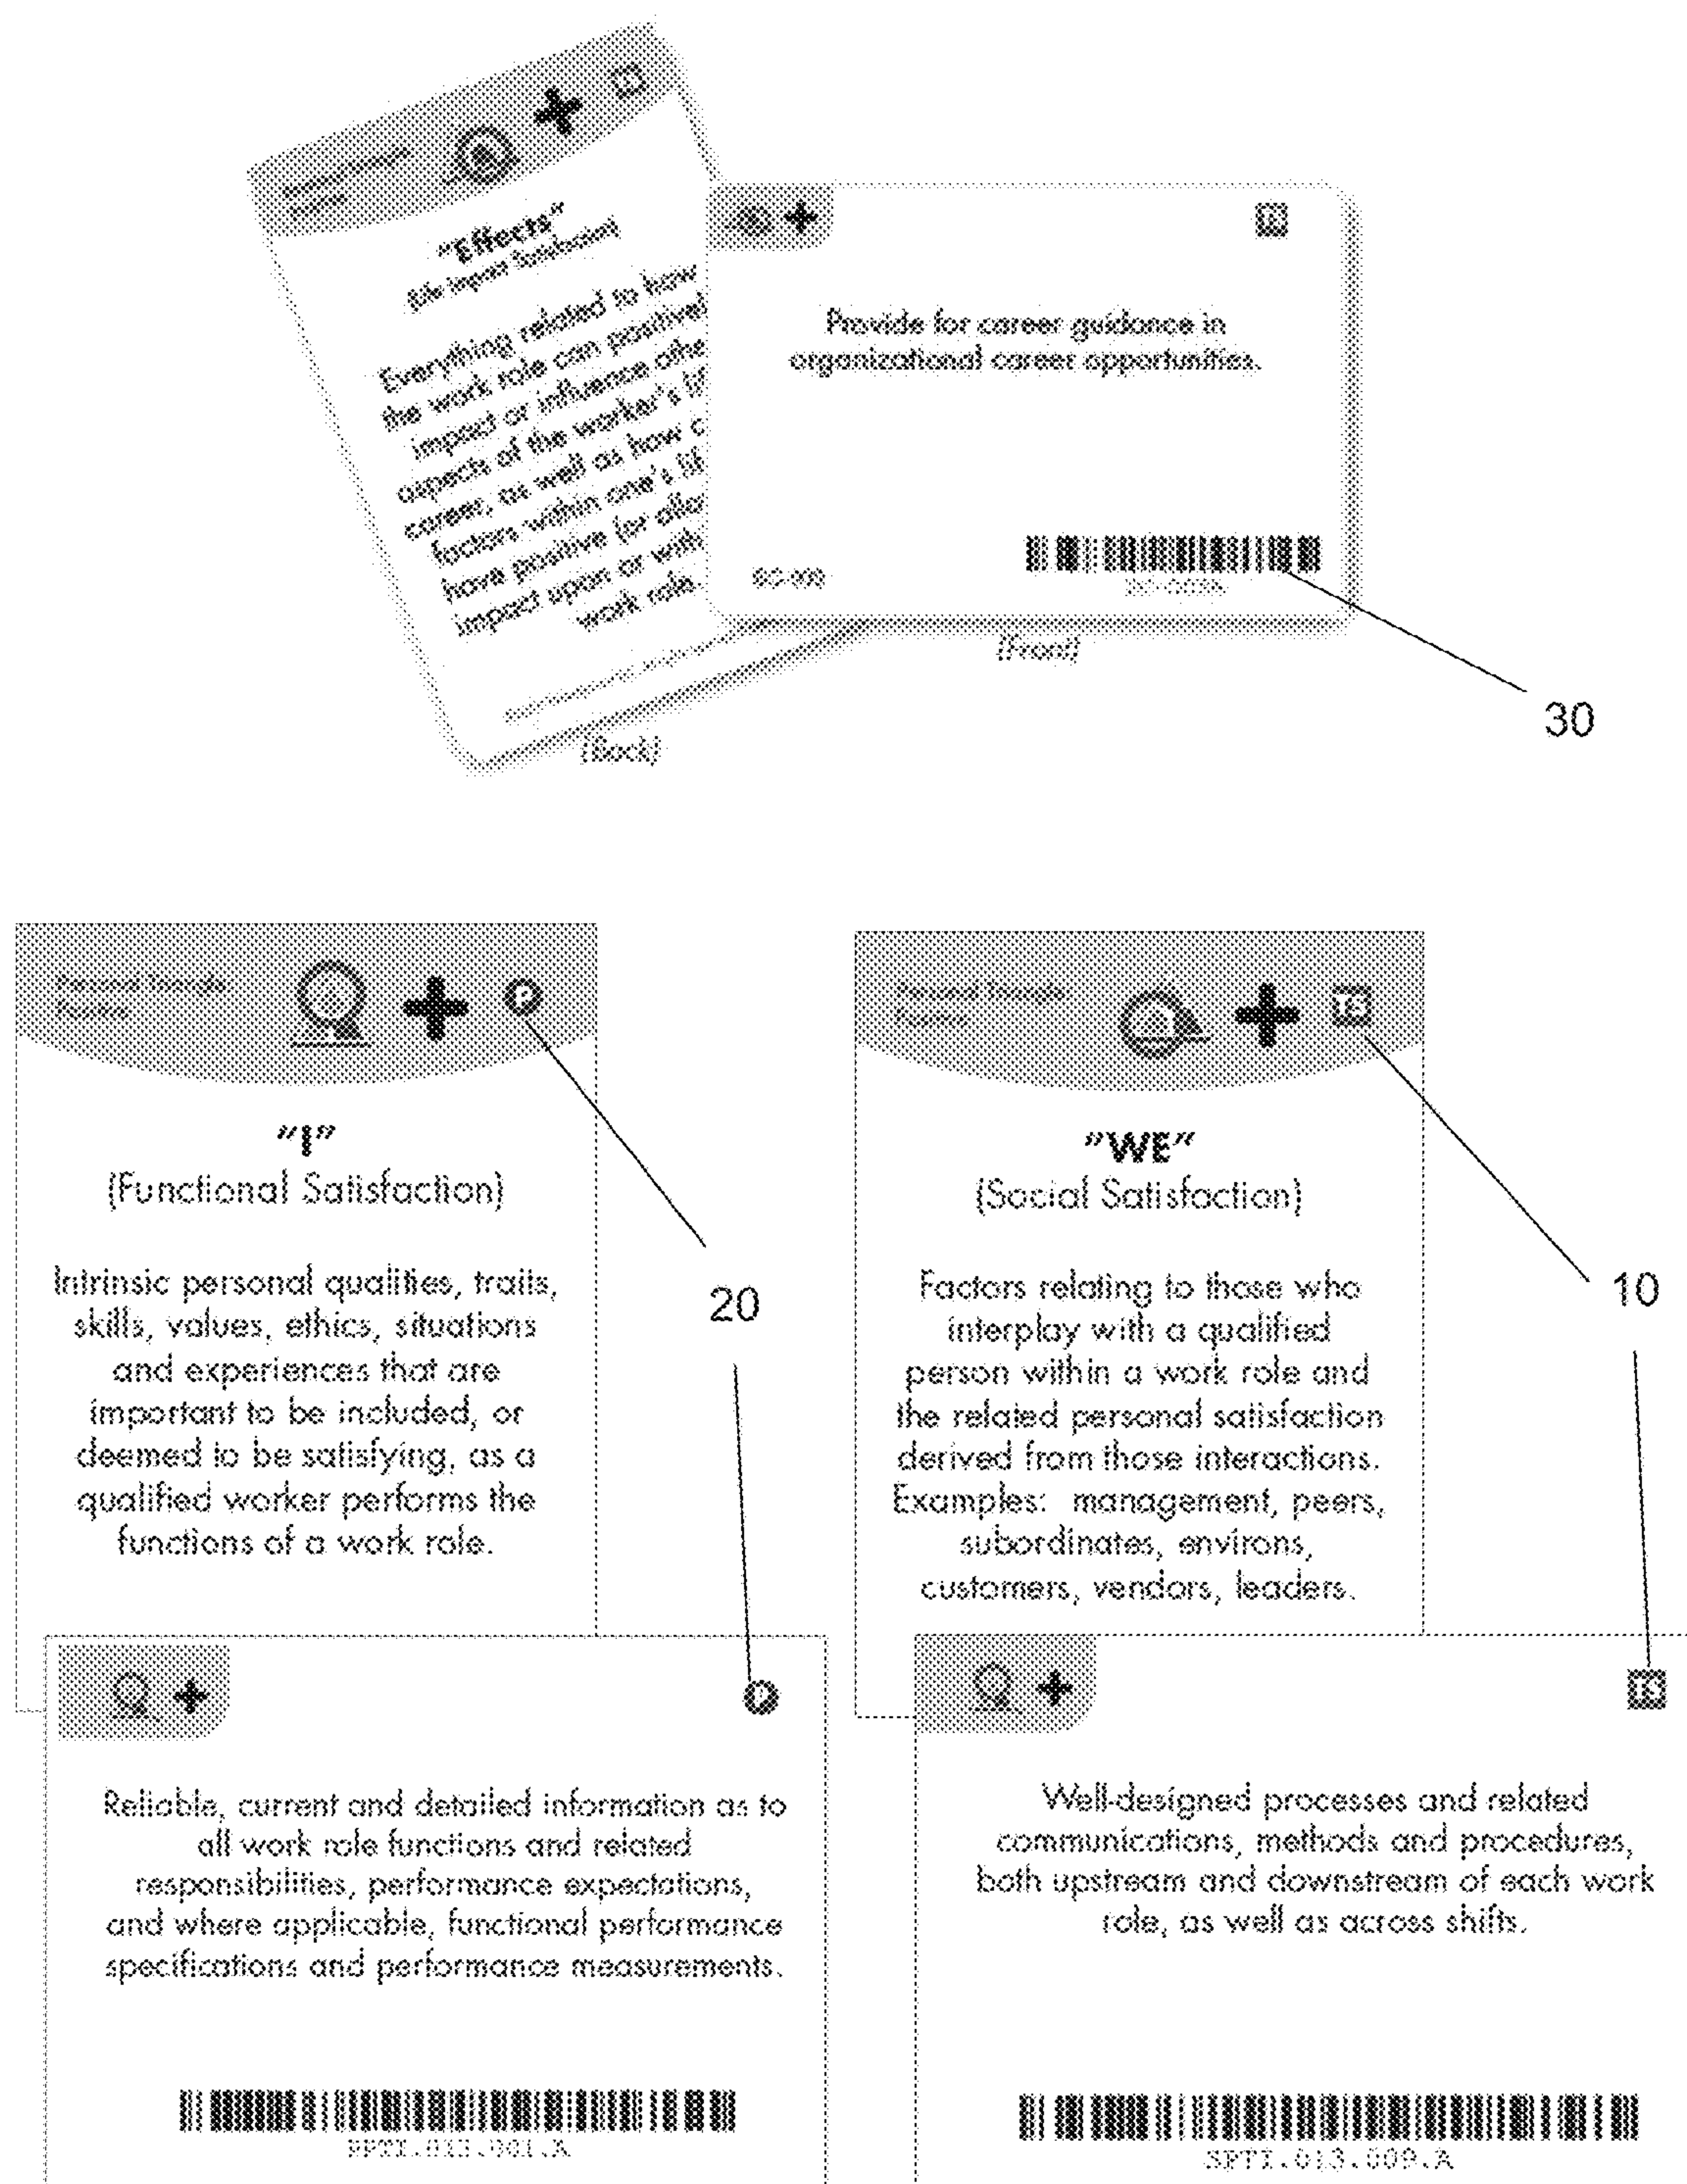 "Effects"
(Life Impact Satisfaction)
Everything related to how
the work role can positivel
impact or influence othe
aspects of the worker's lif
career, as well as how o
factors within one's lif
have positive (or
impact upon or with
work role.
(Back)
Provide for career guidance in
organizational career opportunities.
(Front)
30
P
"I"
(Functional Satisfaction)
Intrinsic personal qualities, traits,
skills, values, ethics, situations
and experiences that are
important to be included, or
deemed to be satisfying, as a
qualified worker performs the
functions of a work role.
20
P
Reliable, current and detailed information as to
all work role functions and related
responsibilities, performance expectations,
and where applicable, functional performance
specifications and performance measurements.
TS
"WE"
(Social Satisfaction)
Factors relating to those who
interplay with a qualified
person within a work role and
the related personal satisfaction
derived from those interactions.
Examples: management, peers,
subordinates, environs,
customers, vendors, leaders.
10
TS
Well-designed processes and related
communications, methods and procedures,
both upstream and downstream of each work
role, as well as across shifts.
SPTI.013.009.A